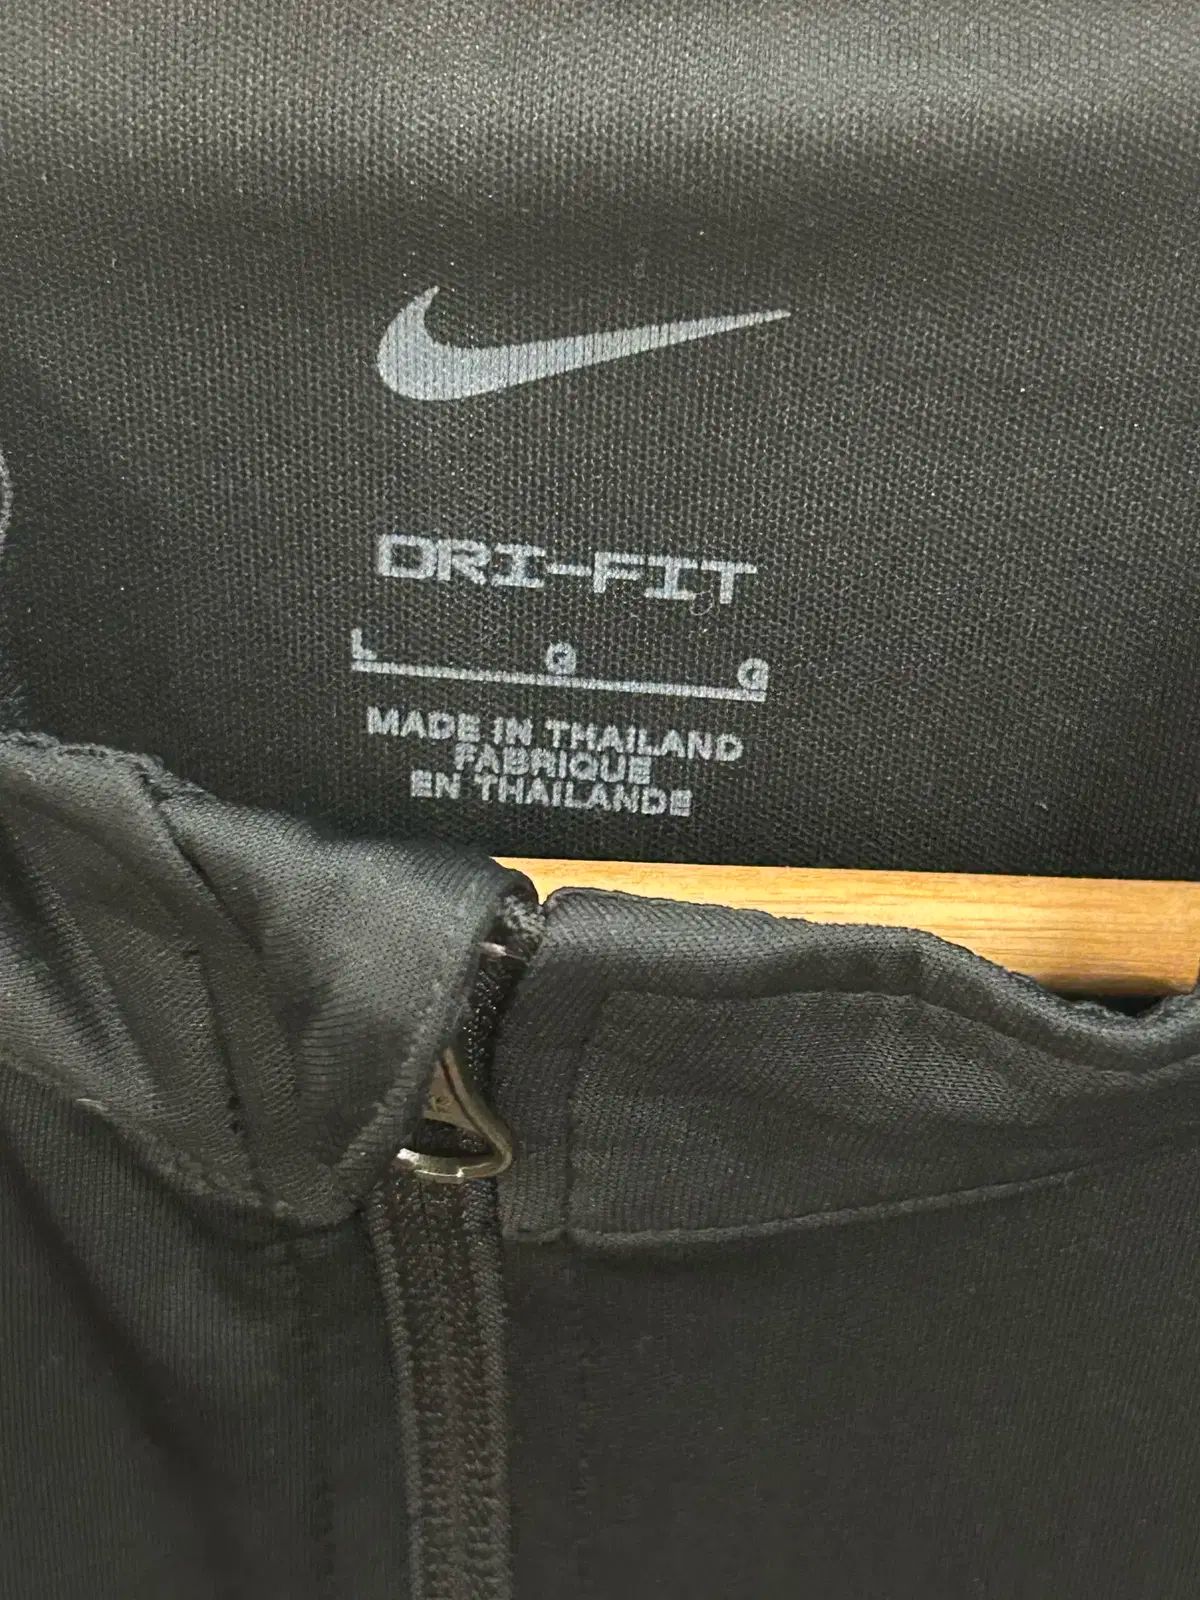 DRI-FIT
L G G
MADE IN THAILAND
FABRIQUE
EN THAILANDE